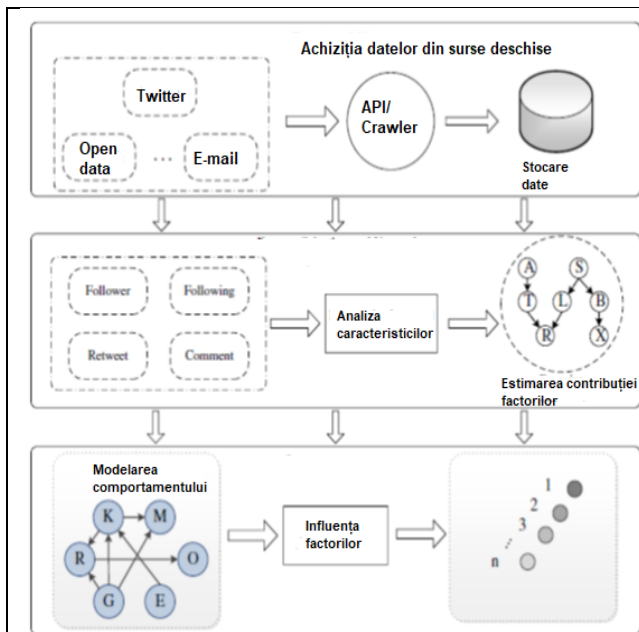 Achiziția datelor din surse deschise
Twitter
Open
data
...
E-mail
API/
Crawler
Stocare
date
Follower
Following
Retweet
Comment
Analiza
caracteristicilor
A
S
T
L
B
R
X
Estimarea contribuției
factorilor
Modelarea
comportamentului
K
M
R
O
G
E
Influența
factorilor
1
2
3
...
n